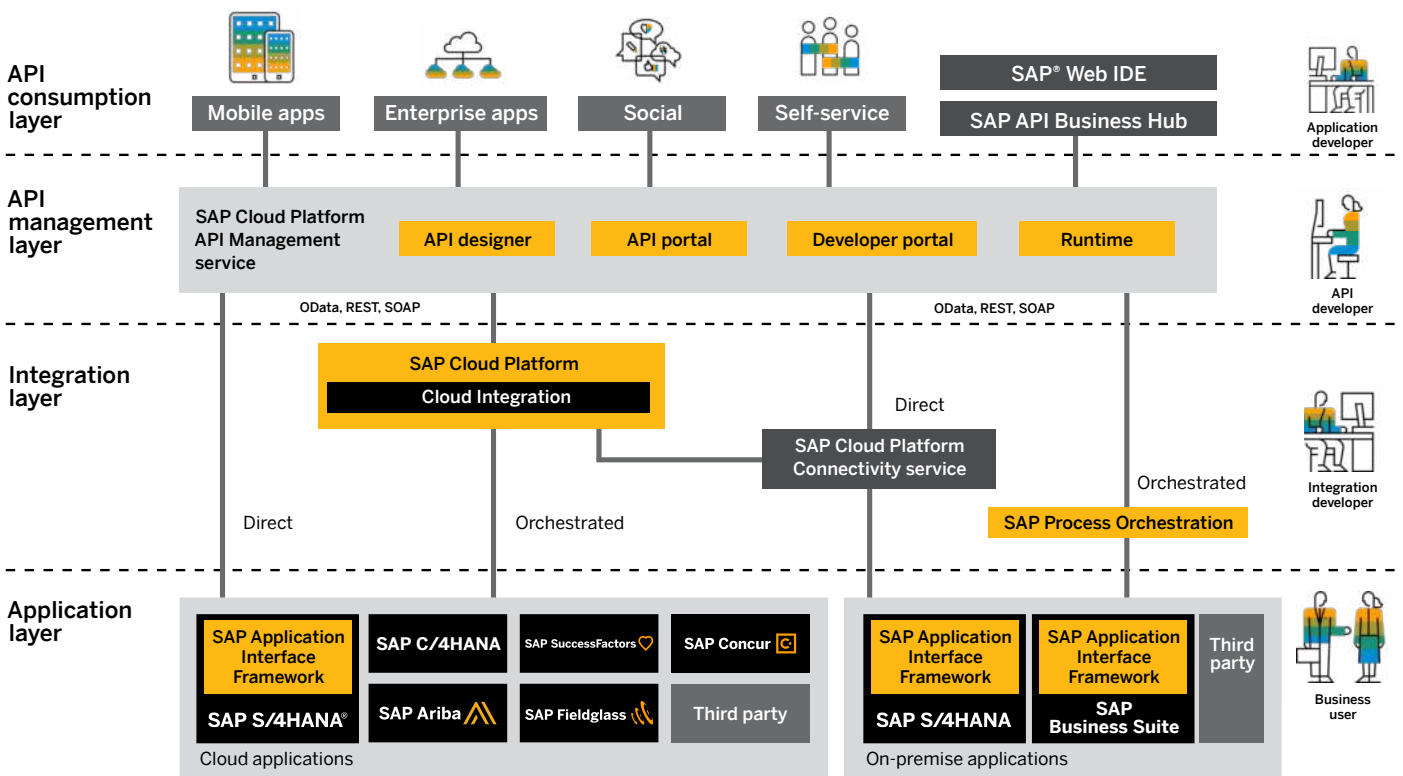 API
consumption
layer
Mobile apps
Enterprise apps
Social
Self-service
SAP® Web IDE
SAP API Business Hub
Application
developer
API
management
layer
SAP Cloud Platform
API Management
service
API designer
API portal
Developer portal
Runtime
API
developer
OData, REST, SOAP
OData, REST, SOAP
Integration
layer
SAP Cloud Platform
Cloud Integration
Direct
SAP Cloud Platform
Connectivity service
Orchestrated
SAP Process Orchestration
Direct
Orchestrated
Integration
developer
Application
layer
SAP Application
Interface
Framework
SAP S/4HANA®
SAP C/4HANA
SAP SuccessFactors
SAP Concur C
SAP Ariba
SAP Fieldglass
Third party
Cloud applications
SAP Application
Interface
Framework
SAP S/4HANA
SAP Application
Interface
Framework
SAP
Business Suite
Third
party
On-premise applications
Business
user